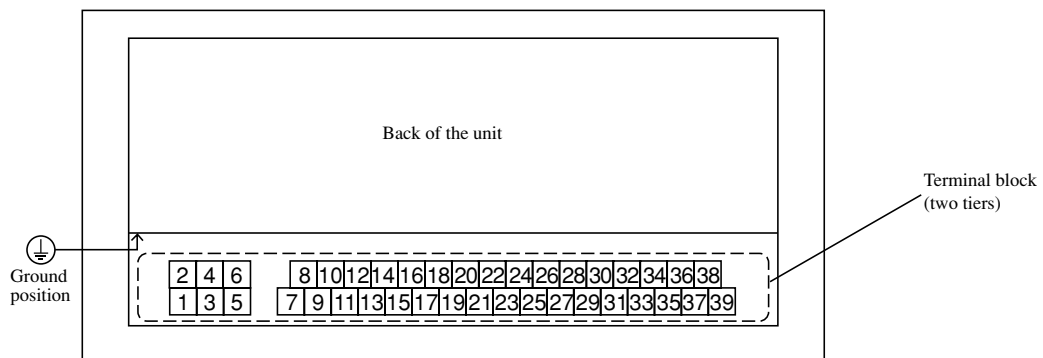 Back of the unit
Terminal block
(two tiers)
Ground
position
2 4 6 8 10 12 14 16 18 20 22 24 26 28 30 32 34 36 38
1 3 5 7 9 11 13 15 17 19 21 23 25 27 29 31 33 35 37 39